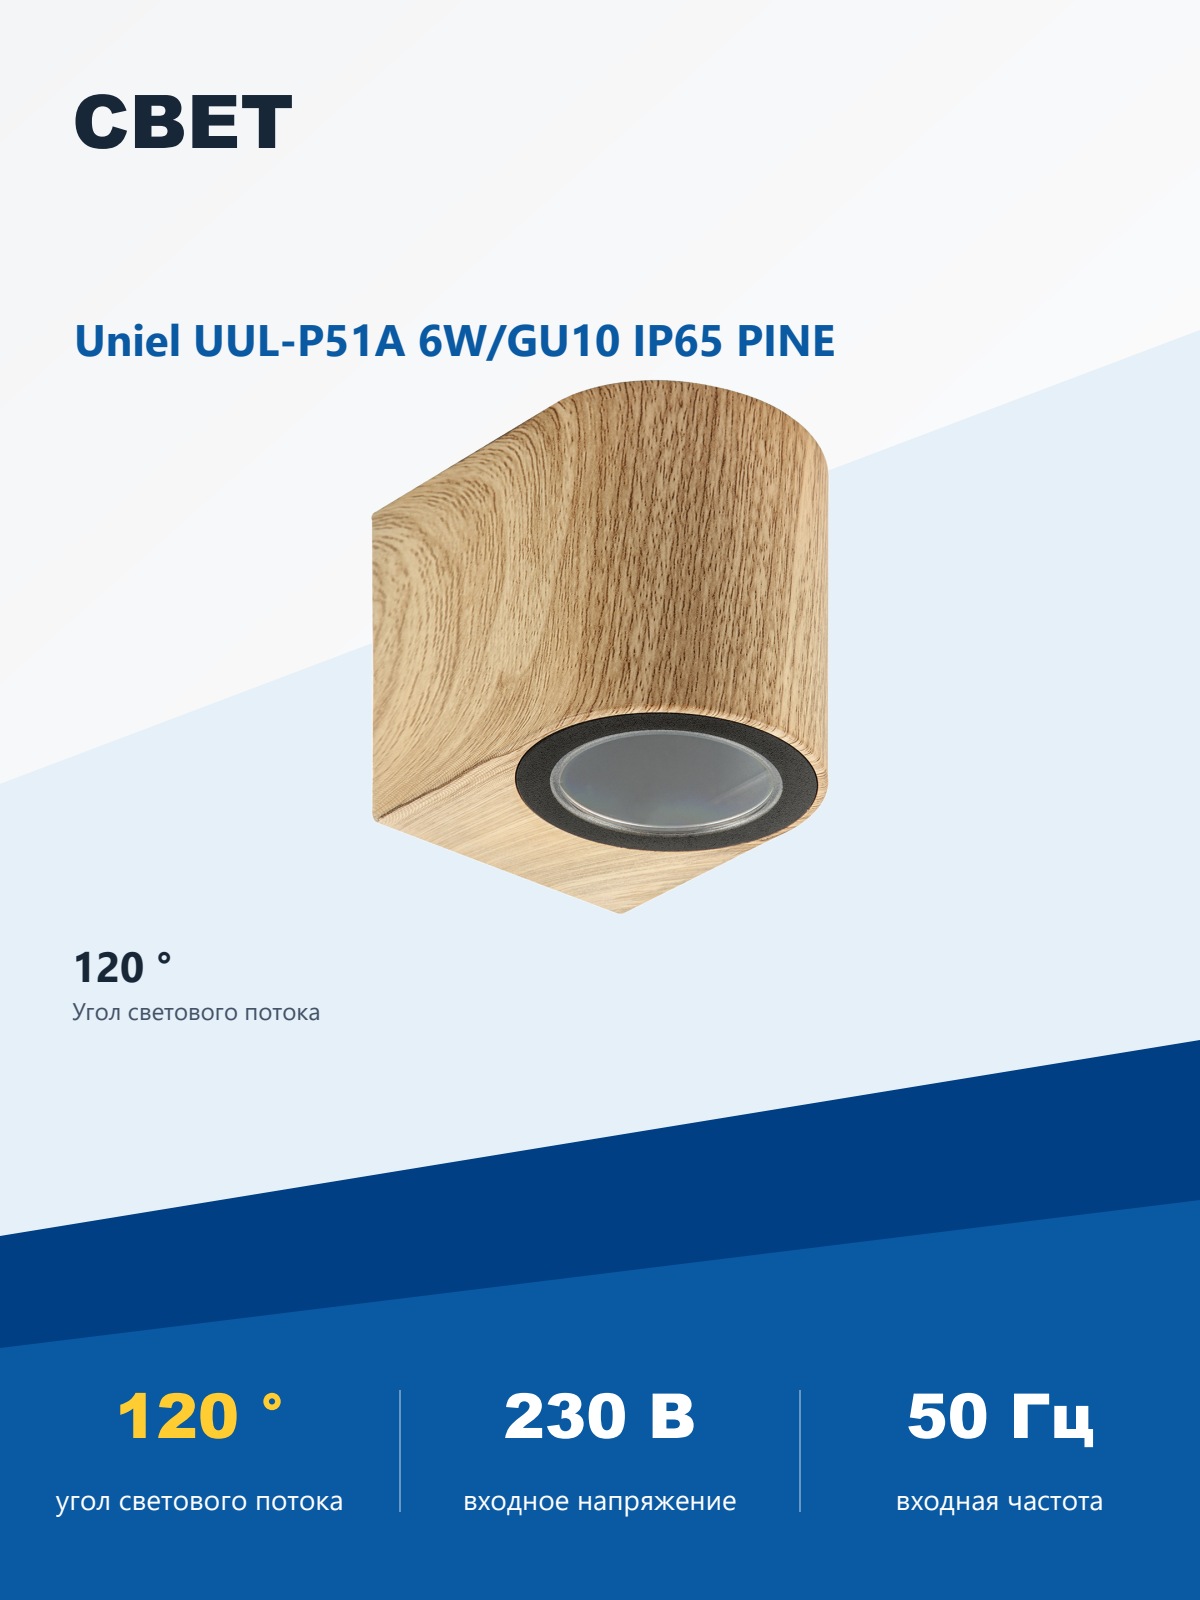 СВЕТ
Uniel UUL-P51A 6W/GU10 IP65 PINE
120 °
Угол светового потока
120 °
угол светового потока
230 В
входное напряжение
50 Гц
входная частота